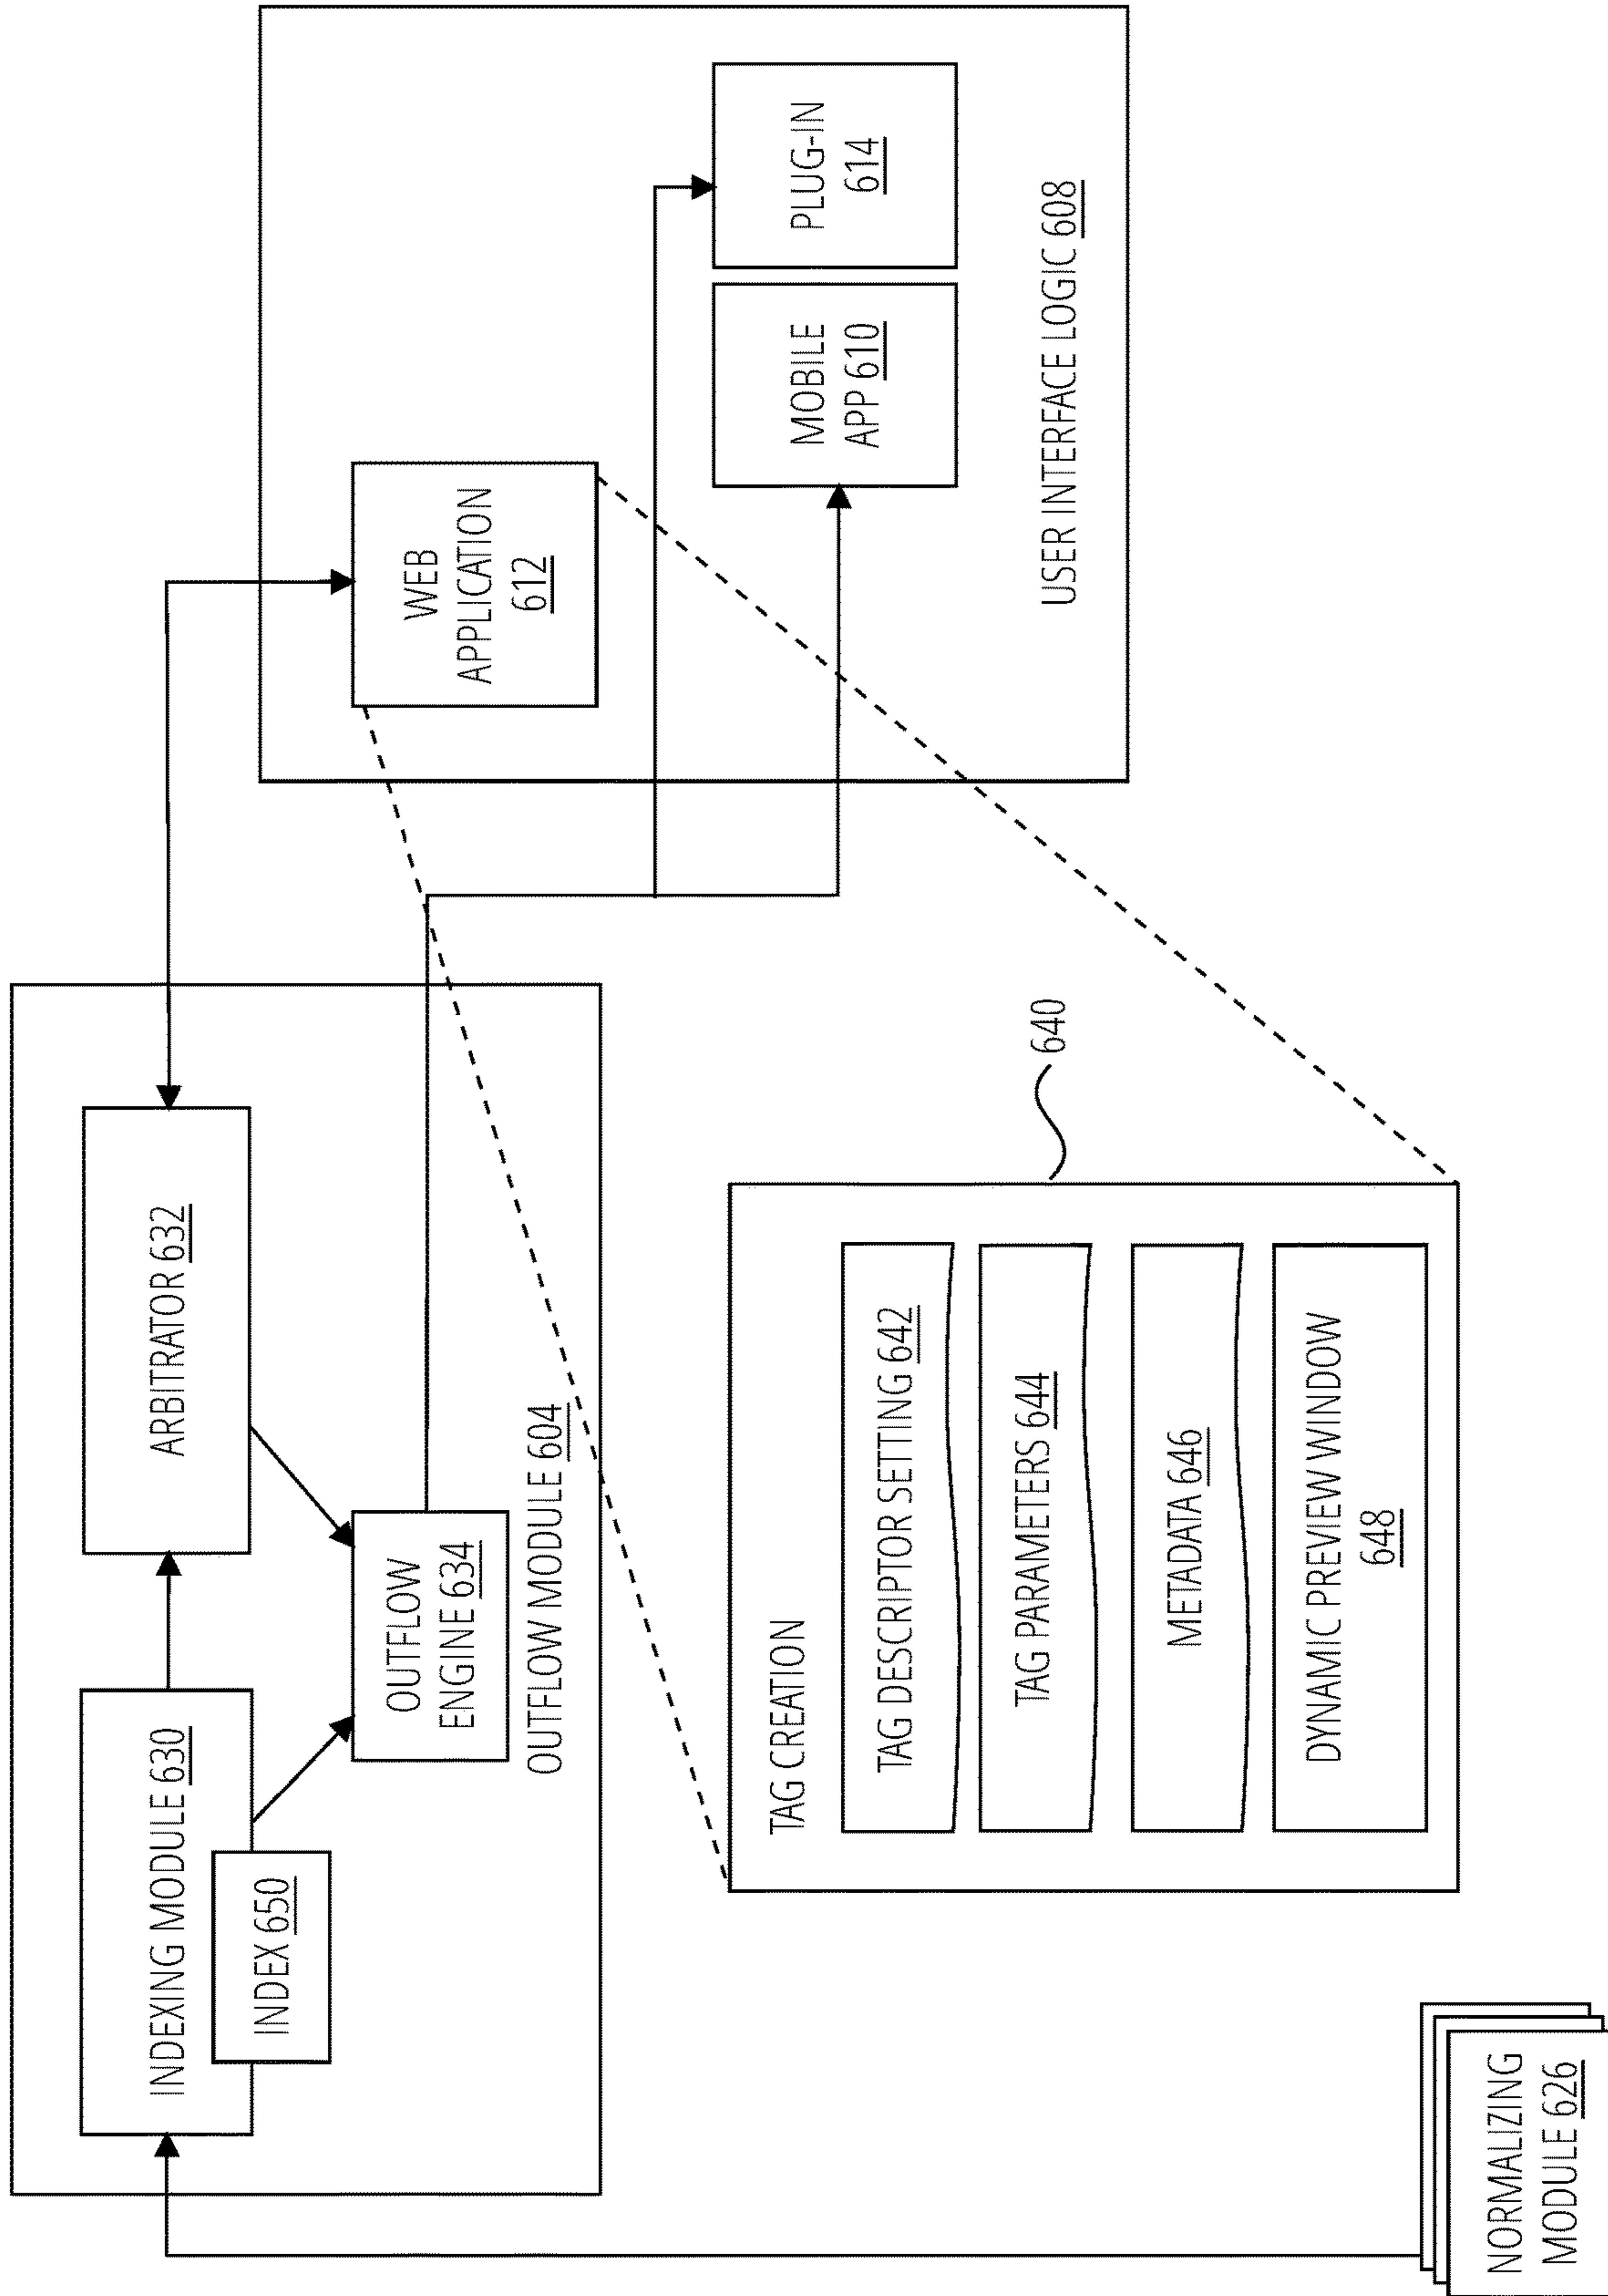 INDEXING MODULE 630
INDEX 650
ARBITRATOR 632
OUTFLOW
ENGINE 634
OUTFLOW MODULE 604
WEB
APPLICATION
612
MOBILE
APP 610
PLUG-IN
614
USER INTERFACE LOGIC 608
640
TAG CREATION
TAG DESCRIPTOR SETTING 642
TAG PARAMETERS 644
METADATA 646
DYNAMIC PREVIEW WINDOW
648
NORMALIZING
MODULE 626